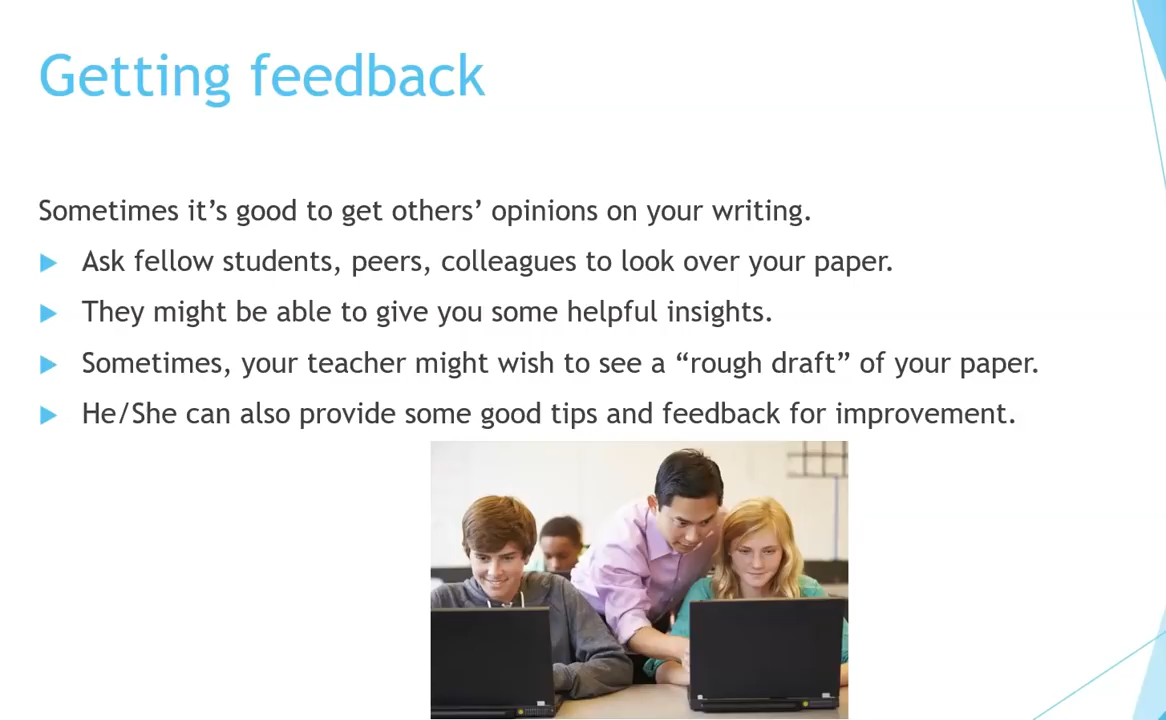 Getting feedback
Sometimes it’s good to get others’ opinions on your writing.
Ask fellow students, peers, colleagues to look over your paper.
They might be able to give you some helpful insights.
Sometimes, your teacher might wish to see a “rough draft” of your paper.
He/She can also provide some good tips and feedback for improvement.